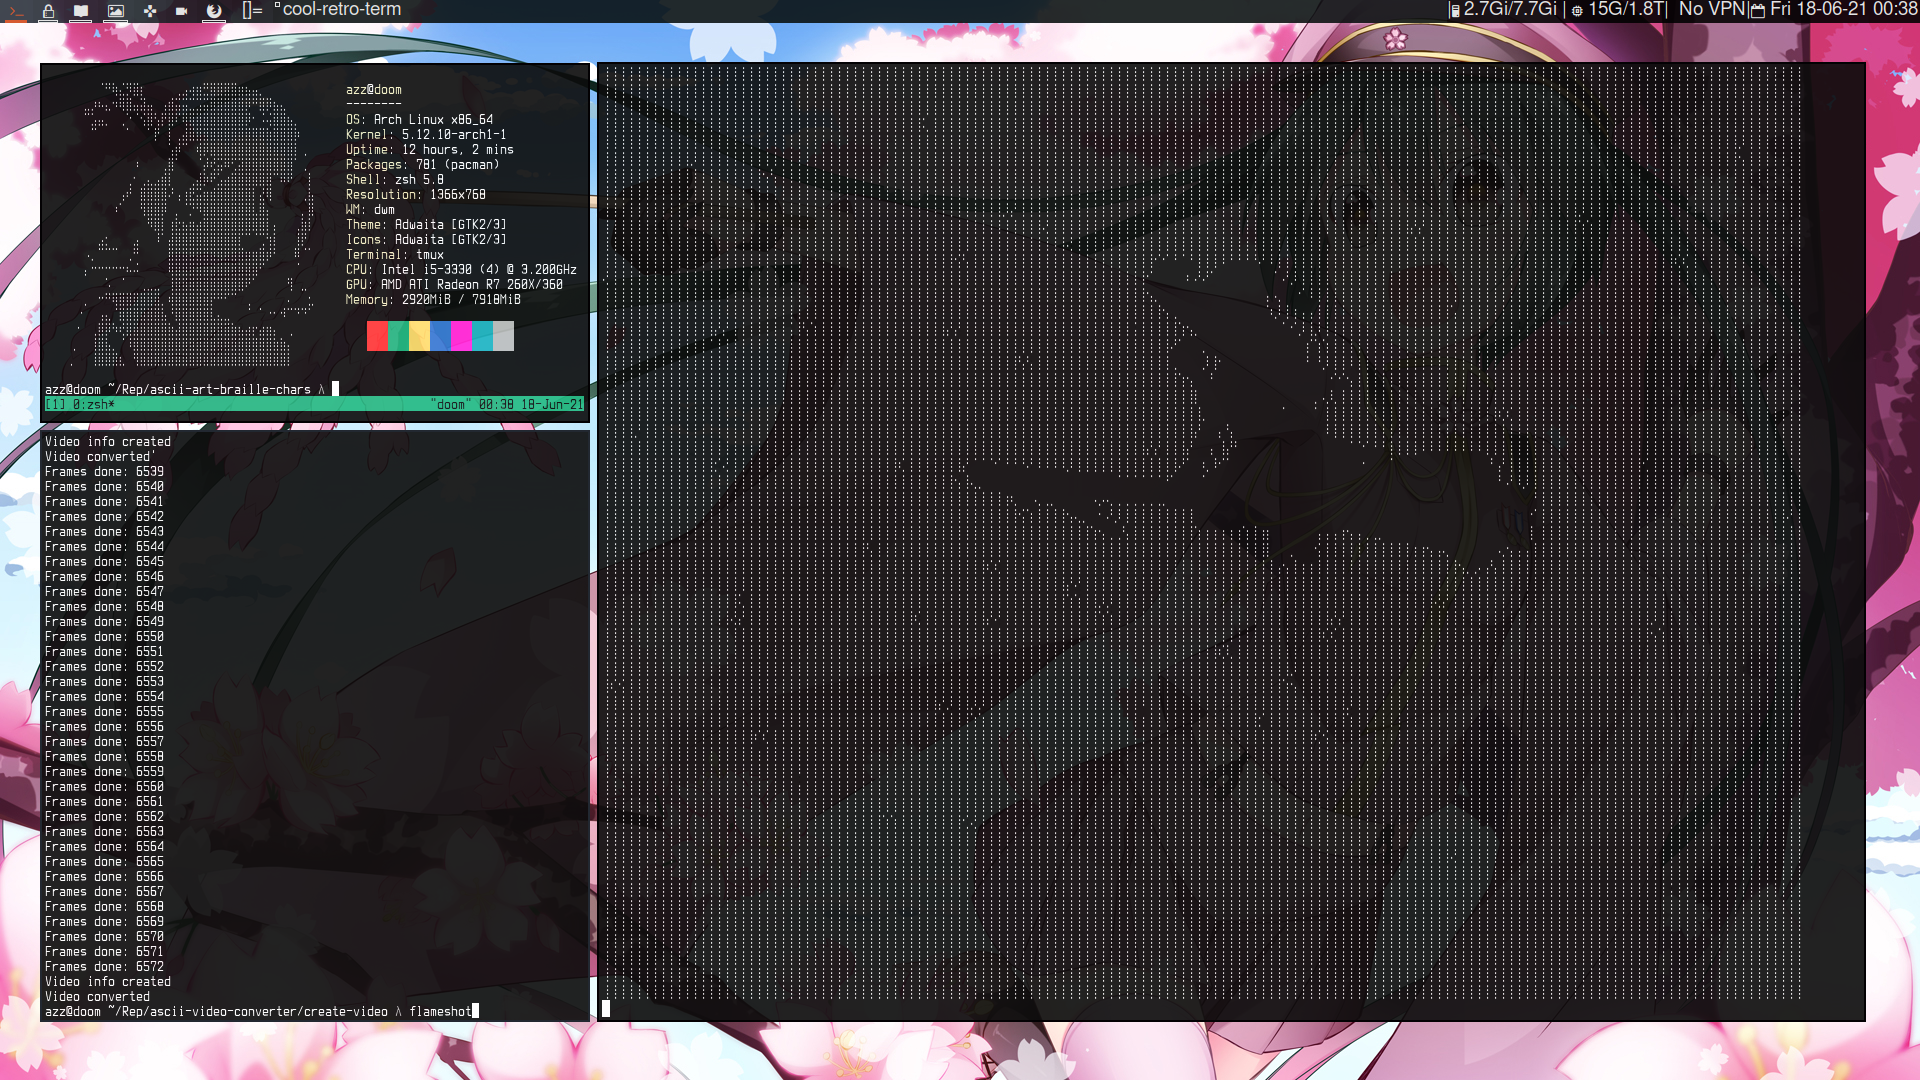 []= cool-retro-term
2.7Gi/7.7Gi | 15G/1.8T| No VPN| Fri 18-06-21 00:38
azz@doom
--------
OS: Arch Linux x86_64
Kernel: 5.12.10-arch1-1
Uptime: 12 hours, 2 mins
Packages: 781 (pacman)
Shell: zsh 5.8
Resolution: 1366x768
WM: dwm
Theme: Adwaita [GTK2/3]
Icons: Adwaita [GTK2/3]
Terminal: tmux
CPU: Intel i5-3330 (4) @ 3.200GHz
GPU: AMD ATI Radeon R7 260X/360
Memory: 2920MiB / 7918MiB
azz@doom ~/Rep/ascii-art-braille-chars λ
[1] 0:zsh* "doom" 00:38 18-Jun-21
Video info created
Video converted'
Frames done: 6539
Frames done: 6540
Frames done: 6541
Frames done: 6542
Frames done: 6543
Frames done: 6544
Frames done: 6545
Frames done: 6546
Frames done: 6547
Frames done: 6548
Frames done: 6549
Frames done: 6550
Frames done: 6551
Frames done: 6552
Frames done: 6553
Frames done: 6554
Frames done: 6555
Frames done: 6556
Frames done: 6557
Frames done: 6558
Frames done: 6559
Frames done: 6560
Frames done: 6561
Frames done: 6562
Frames done: 6563
Frames done: 6564
Frames done: 6565
Frames done: 6566
Frames done: 6567
Frames done: 6568
Frames done: 6569
Frames done: 6570
Frames done: 6571
Frames done: 6572
Video info created
Video converted
azz@doom ~/Rep/ascii-video-converter/create-video λ flameshot